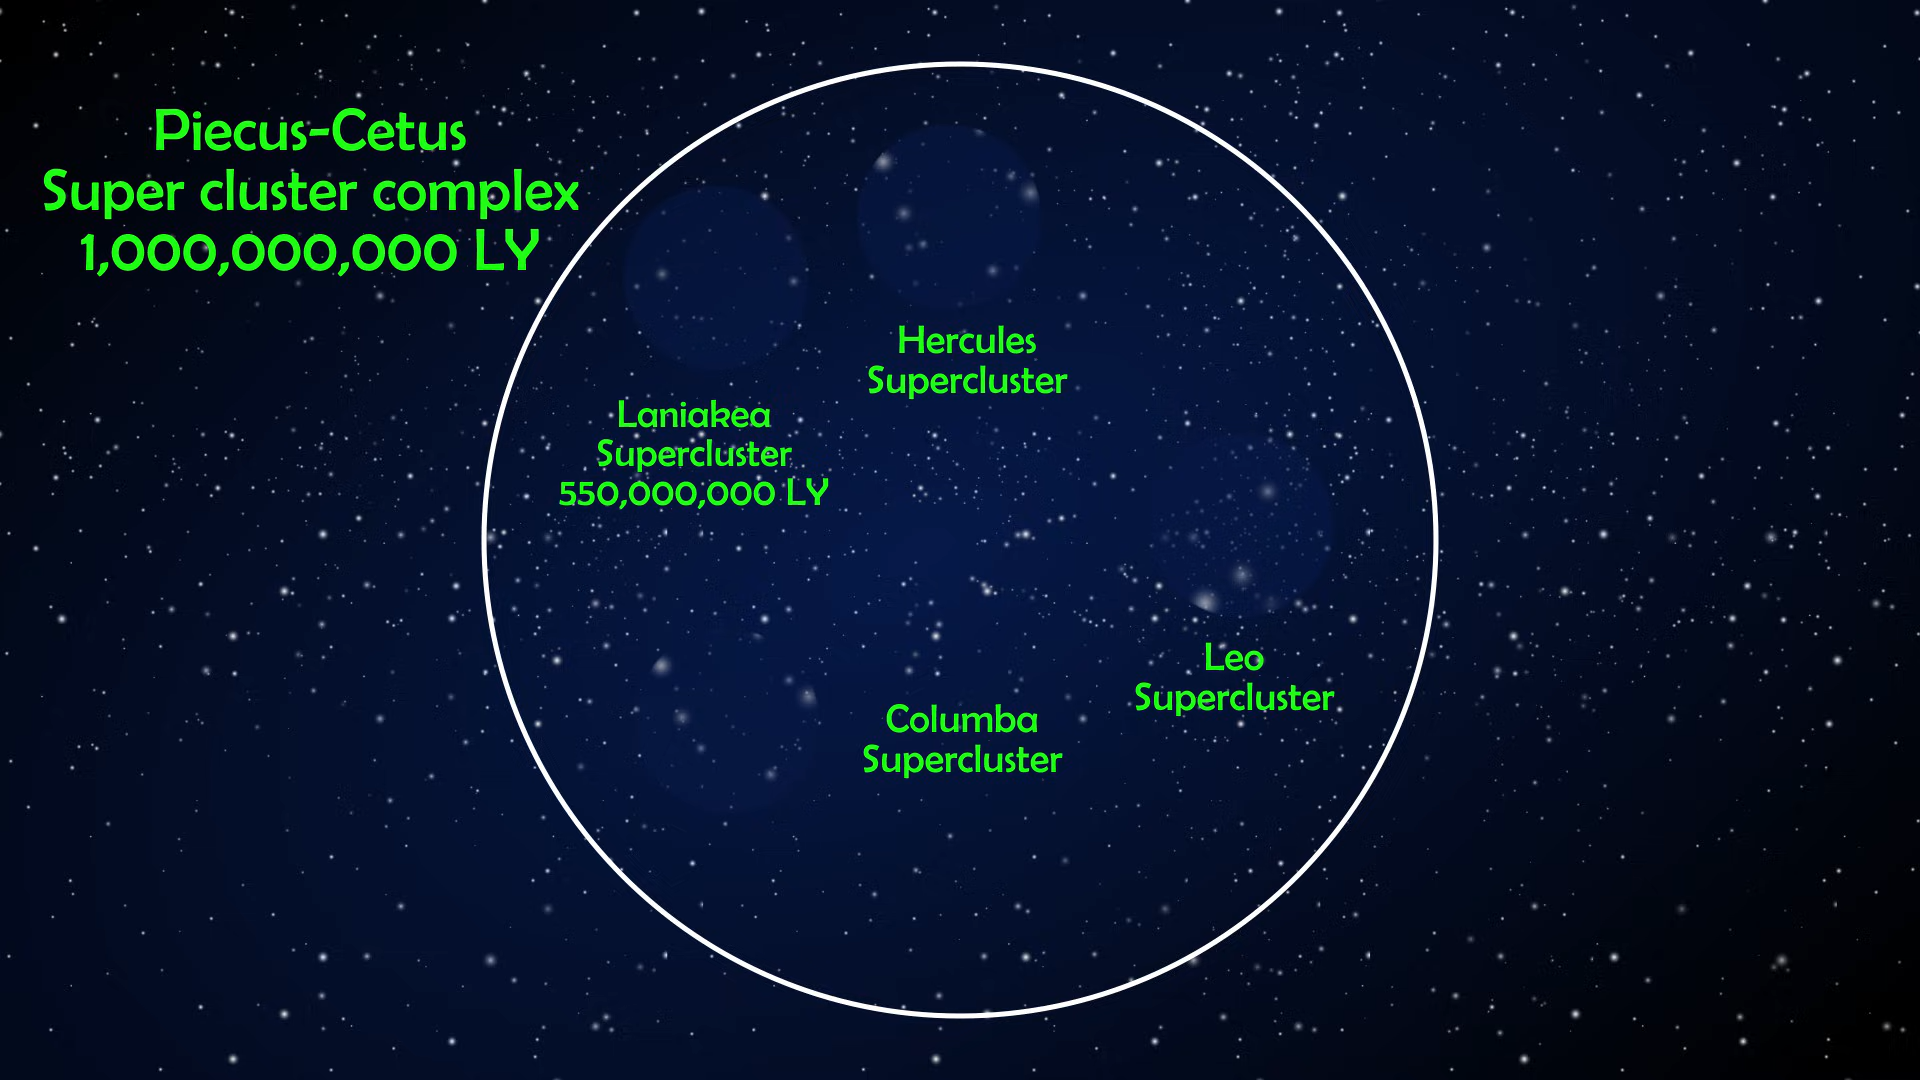 Piecus-Cetus
Super cluster complex
1,000,000,000 LY
Hercules
Supercluster
Laniakea
Supercluster
550,000,000 LY
Leo
Supercluster
Columba
Supercluster